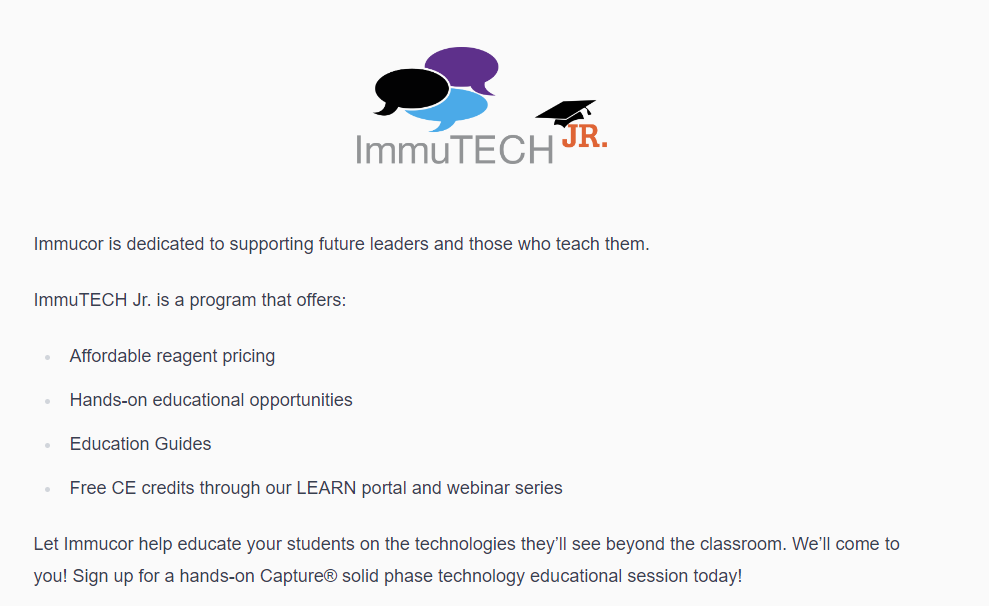 ImmuTECH JR.
Immucor is dedicated to supporting future leaders and those who teach them.
ImmuTECH Jr. is a program that offers:
Affordable reagent pricing
Hands-on educational opportunities
Education Guides
Free CE credits through our LEARN portal and webinar series
Let Immucor help educate your students on the technologies they’ll see beyond the classroom. We’ll come to
you! Sign up for a hands-on Capture® solid phase technology educational session today!